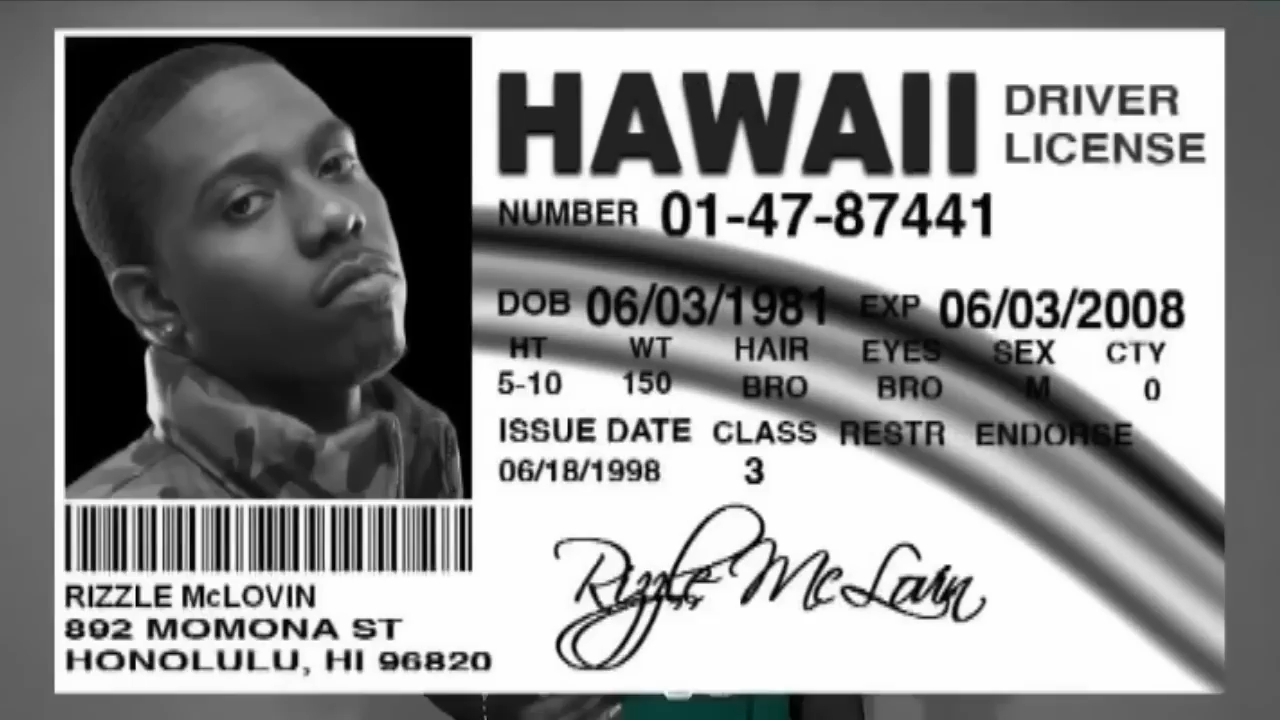 HAWAII DRIVER LICENSE
NUMBER 01-47-87441
DOB 06/03/1981 EXP 06/03/2008
HT WT HAIR EYES SEX CTY
5-10 150 BRO BRO M 0
ISSUE DATE CLASS RESTR ENDORSE
06/18/1998 3
Rizzle McLovin
RIZZLE McLOVIN
892 MOMONA ST
HONOLULU, HI 96820